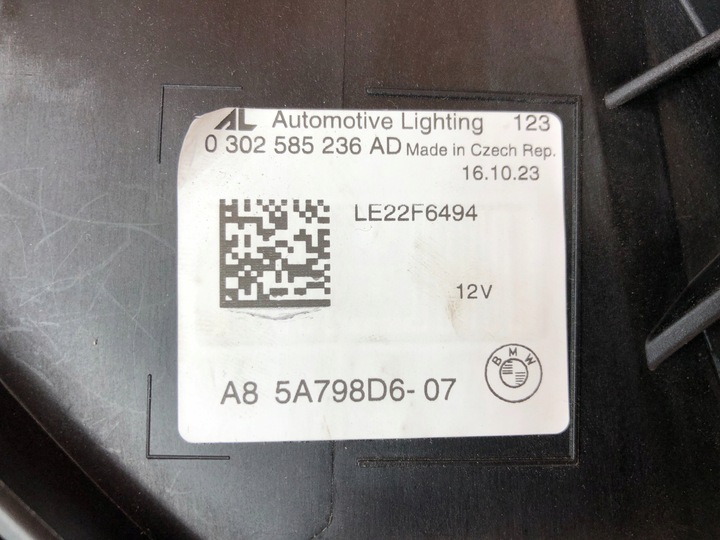 AL Automotive Lighting 123
0 302 585 236 AD Made in Czech Rep.
16.10.23
LE22F6494
12V
A8 5A798D6-07
BMW